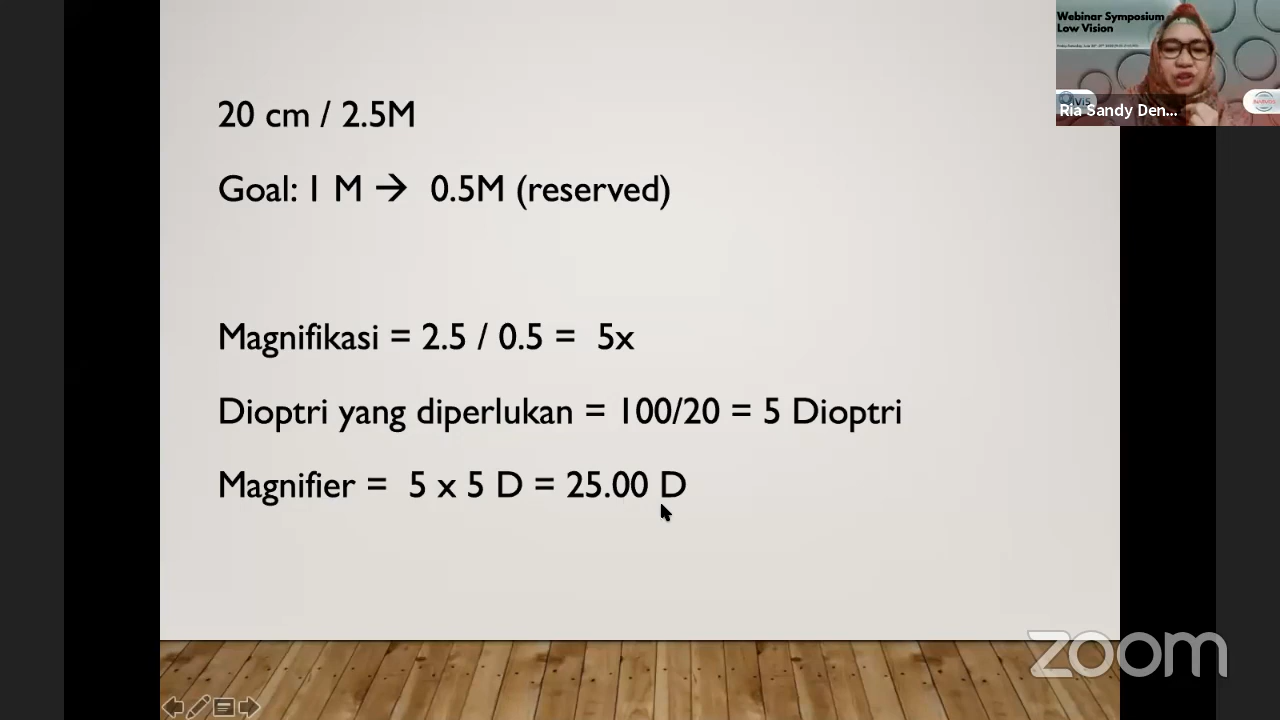 20 cm / 2.5M
Goal: 1 M → 0.5M (reserved)
Magnifikasi = 2.5 / 0.5 = 5x
Dioptri yang diperlukan = 100/20 = 5 Dioptri
Magnifier = 5 x 5 D = 25.00 D
Webinar Symposium
Low Vision
Ria Sandy Den...
zoom